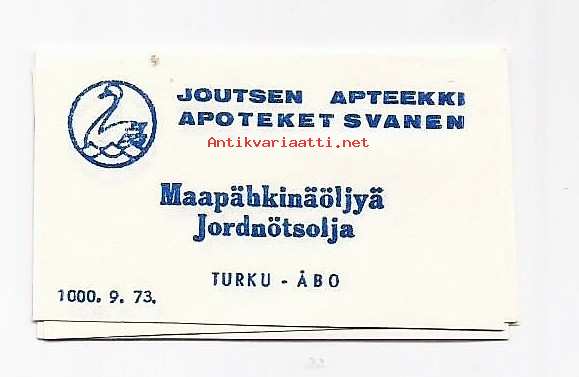 JOUTSEN APTEEKKI
APOTEKET SVANEN
Antikvariaatti.net
Maapähkinäöljyä
Jordnötsolja
TURKU - ÅBO
1000. 9. 73.